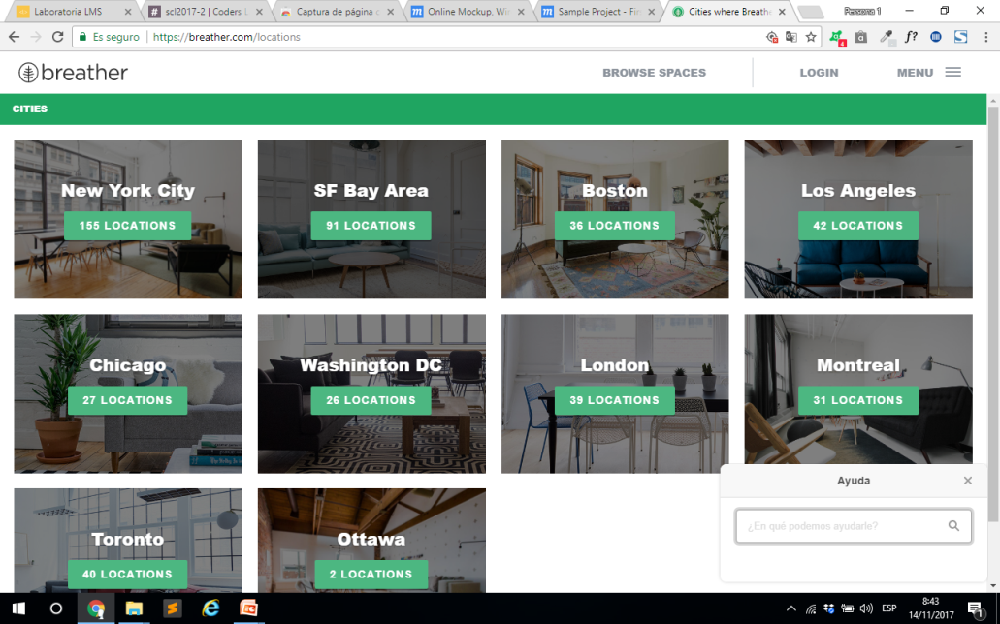 Laboratoria LMS
scl2017-2 | Coders L
Captura de página c
Online Mockup, Wir
Sample Project - Fir
Cities where Breathe
Persona 1
Es seguro
https://breather.com/locations
breather
BROWSE SPACES
LOGIN
MENU
CITIES
New York City
155 LOCATIONS
SF Bay Area
91 LOCATIONS
Boston
36 LOCATIONS
Los Angeles
42 LOCATIONS
Chicago
27 LOCATIONS
Washington DC
26 LOCATIONS
London
39 LOCATIONS
Montreal
31 LOCATIONS
Toronto
40 LOCATIONS
Ottawa
2 LOCATIONS
Ayuda
¿En qué podemos ayudarle?
ESP
8:43
14/11/2017